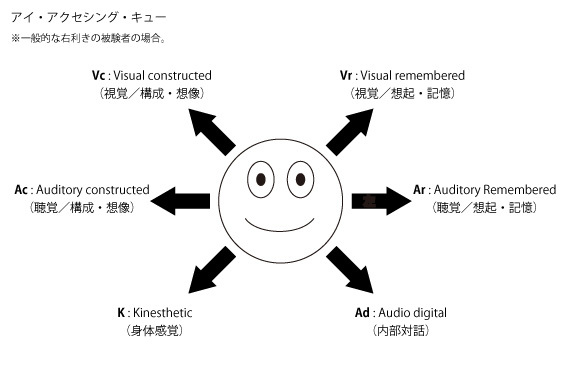 アイ・アクセシング・キュー
※一般的な右利きの被験者の場合。
Vc : Visual constructed
（視覚／構成・想像）
Vr : Visual remembered
（視覚／想起・記憶）
Ac : Auditory constructed
（聴覚／構成・想像）
Ar : Auditory Remembered
（聴覚／想起・記憶）
K : Kinesthetic
（身体感覚）
Ad : Audio digital
（内部対話）